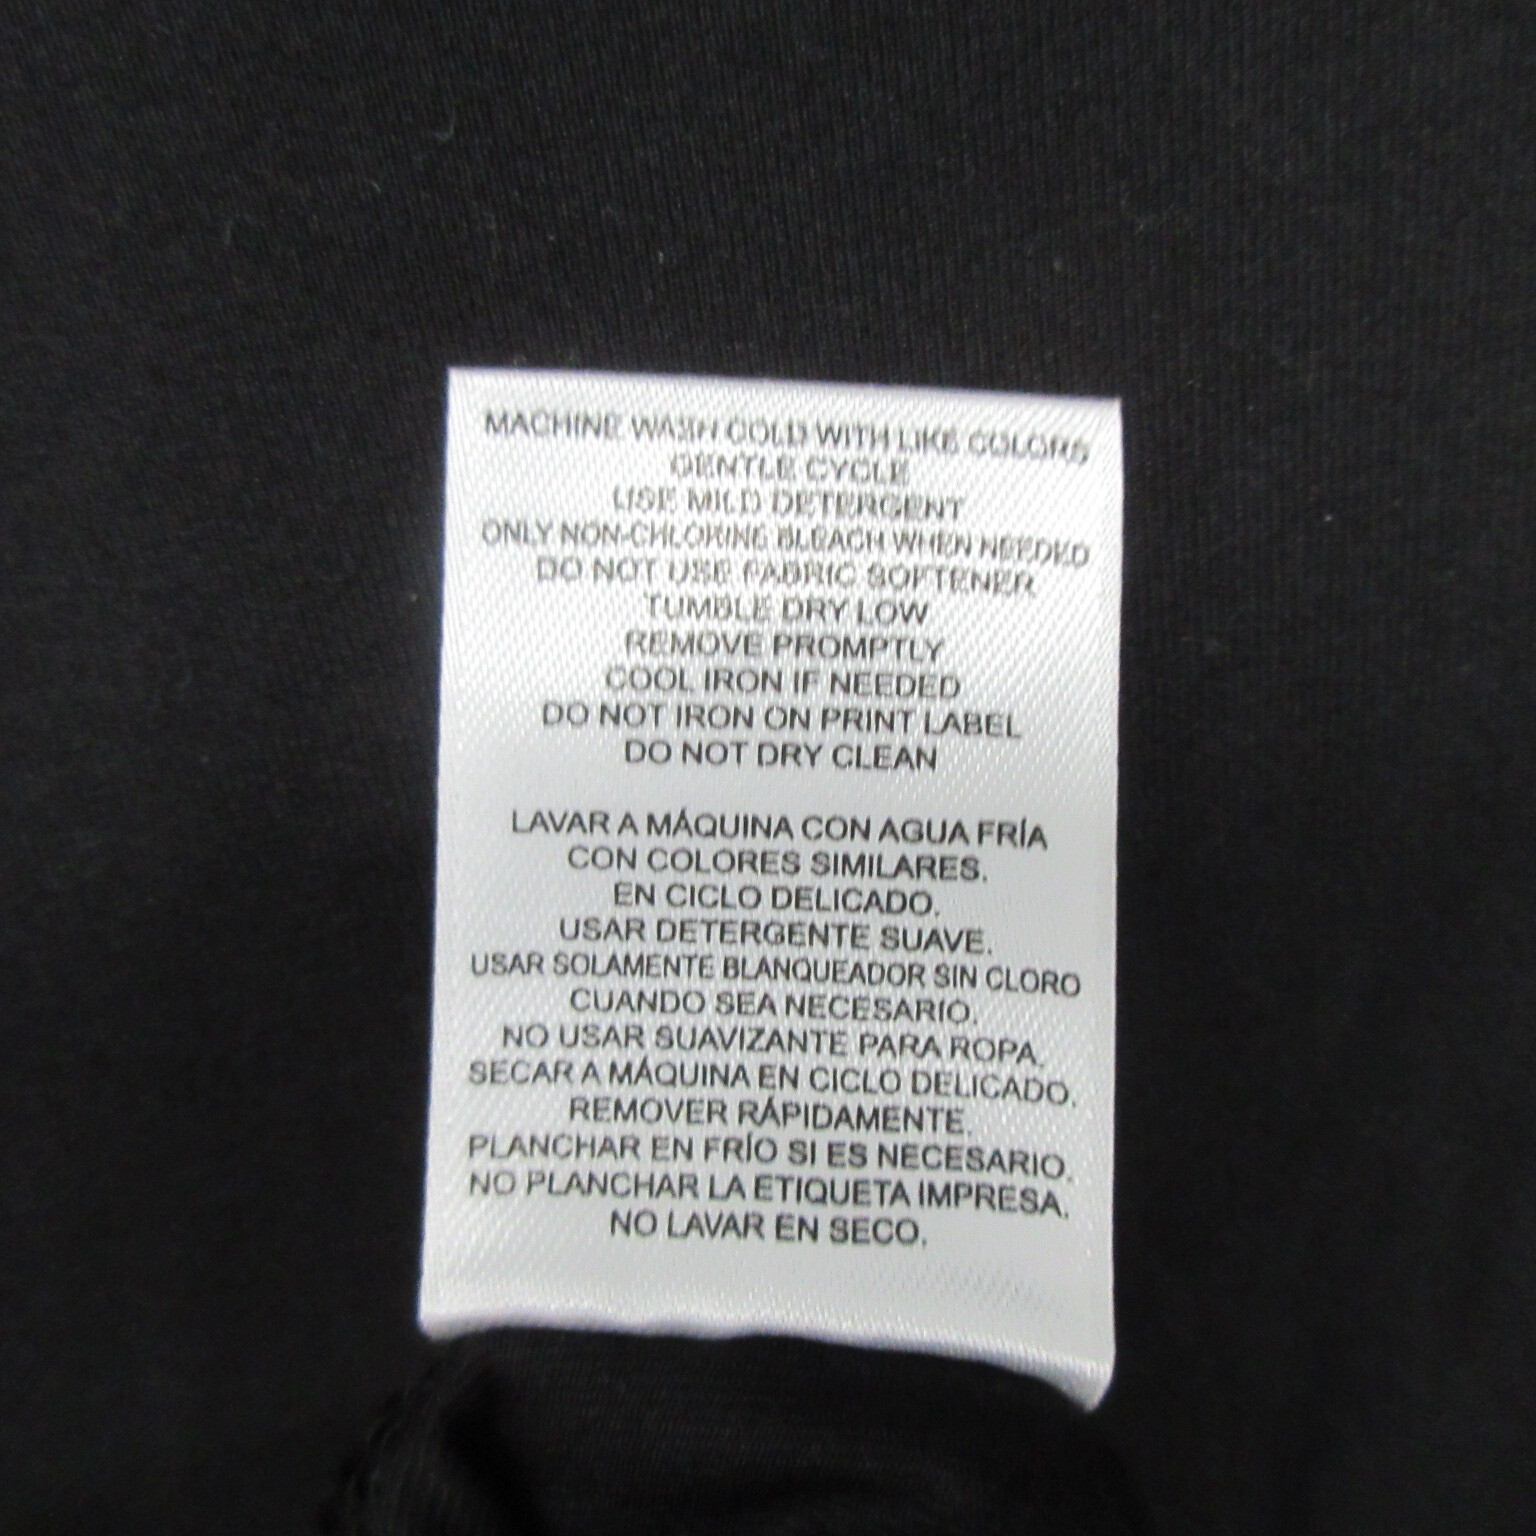 MACHINE WASH COLD WITH LIKE COLORS
GENTLE CYCLE
USE MILD DETERGENT
ONLY NON-CHLORINE BLEACH WHEN NEEDED
DO NOT USE FABRIC SOFTENER
TUMBLE DRY LOW
REMOVE PROMPTLY
COOL IRON IF NEEDED
DO NOT IRON ON PRINT LABEL
DO NOT DRY CLEAN
LAVAR A MÁQUINA CON AGUA FRÍA
CON COLORES SIMILARES.
EN CICLO DELICADO.
USAR DETERGENTE SUAVE.
USAR SOLAMENTE BLANQUEADOR SIN CLORO
CUANDO SEA NECESARIO.
NO USAR SUAVIZANTE PARA ROPA.
SECAR A MÁQUINA EN CICLO DELICADO.
REMOVER RÁPIDAMENTE.
PLANCHAR EN FRÍO SI ES NECESARIO.
NO PLANCHAR LA ETIQUETA IMPRESA.
NO LAVAR EN SECO.